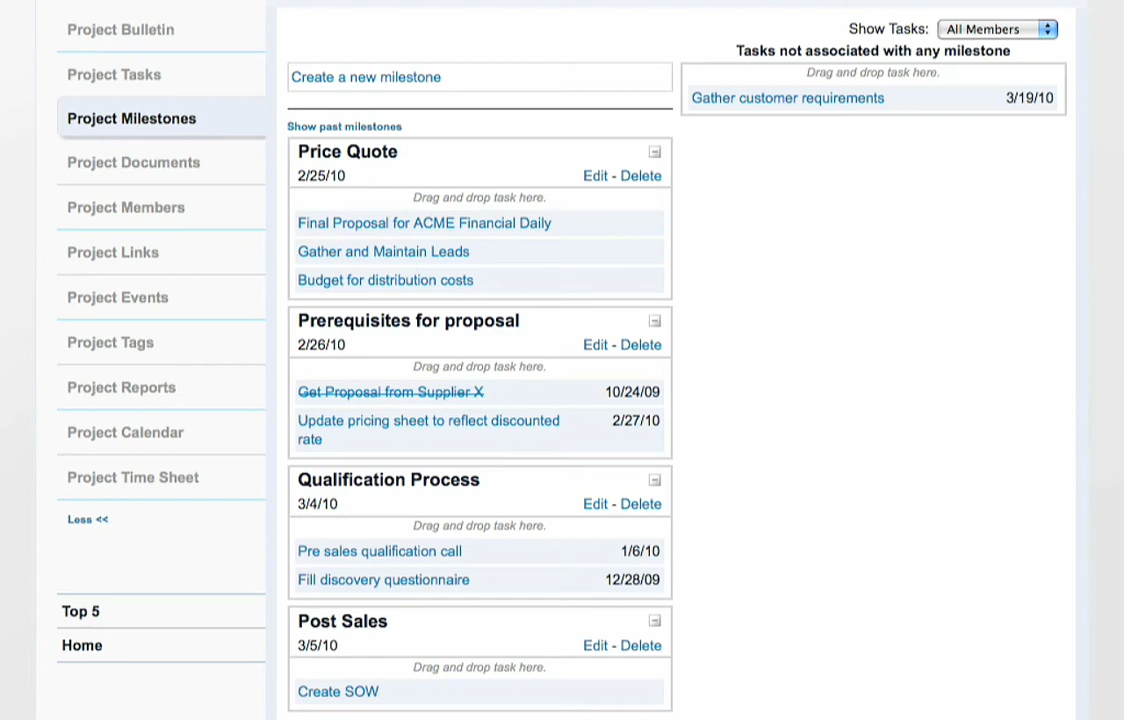 Project Bulletin
Project Tasks
Project Milestones
Project Documents
Project Members
Project Links
Project Events
Project Tags
Project Reports
Project Calendar
Project Time Sheet
Less <<
Top 5
Home
Show Tasks: All Members
Tasks not associated with any milestone
Drag and drop task here.
Gather customer requirements 3/19/10
Create a new milestone
Show past milestones
Price Quote
2/25/10 Edit - Delete
Drag and drop task here.
Final Proposal for ACME Financial Daily
Gather and Maintain Leads
Budget for distribution costs
Prerequisites for proposal
2/26/10 Edit - Delete
Drag and drop task here.
Get Proposal from Supplier X 10/24/09
Update pricing sheet to reflect discounted 2/27/10
rate
Qualification Process
3/4/10 Edit - Delete
Drag and drop task here.
Pre sales qualification call 1/6/10
Fill discovery questionnaire 12/28/09
Post Sales
3/5/10 Edit - Delete
Drag and drop task here.
Create SOW